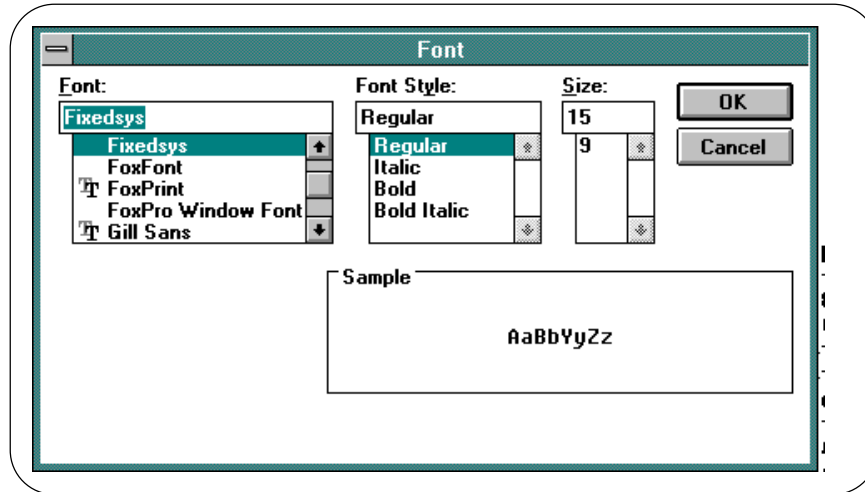 Font
Font: Font Style: Size:
Fixedsys Regular 15 OK
Fixedsys Regular 9 Cancel
FoxFont Italic
FoxPrint Bold
FoxPro Window Font Bold Italic
Gill Sans
Sample
AaBbYyZz